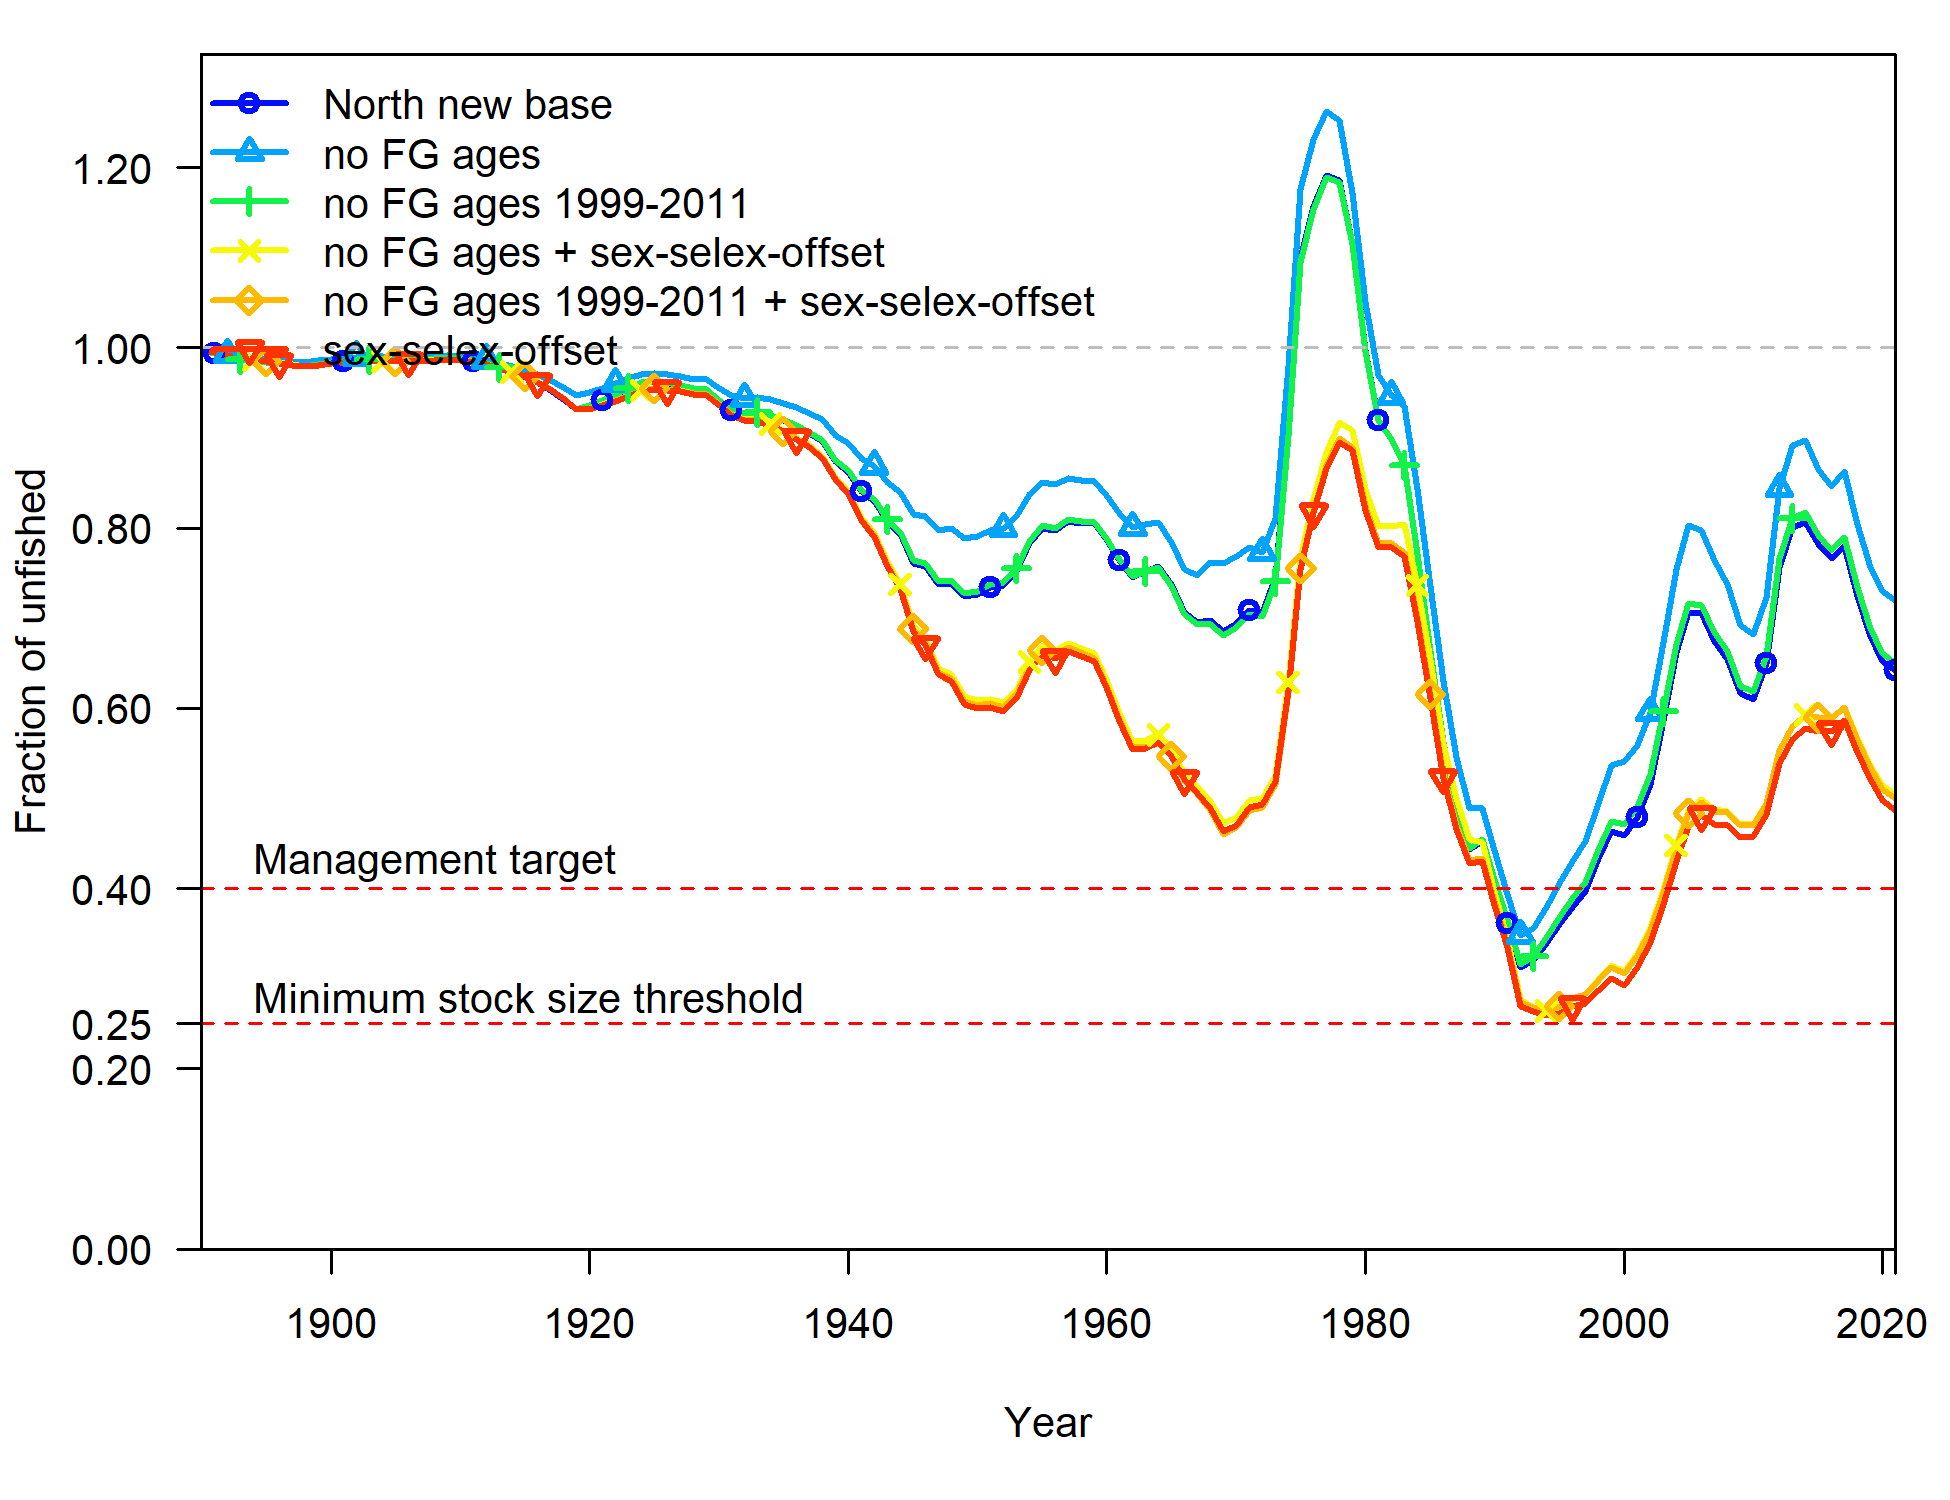 North new base
no FG ages
no FG ages 1999-2011
no FG ages + sex-selex-offset
no FG ages 1999-2011 + sex-selex-offset
sex-selex-offset
1.20
1.00
0.80
0.60
0.40
0.25
0.20
0.00
Fraction of unfished
Management target
Minimum stock size threshold
1900 1920 1940 1960 1980 2000 2020
Year